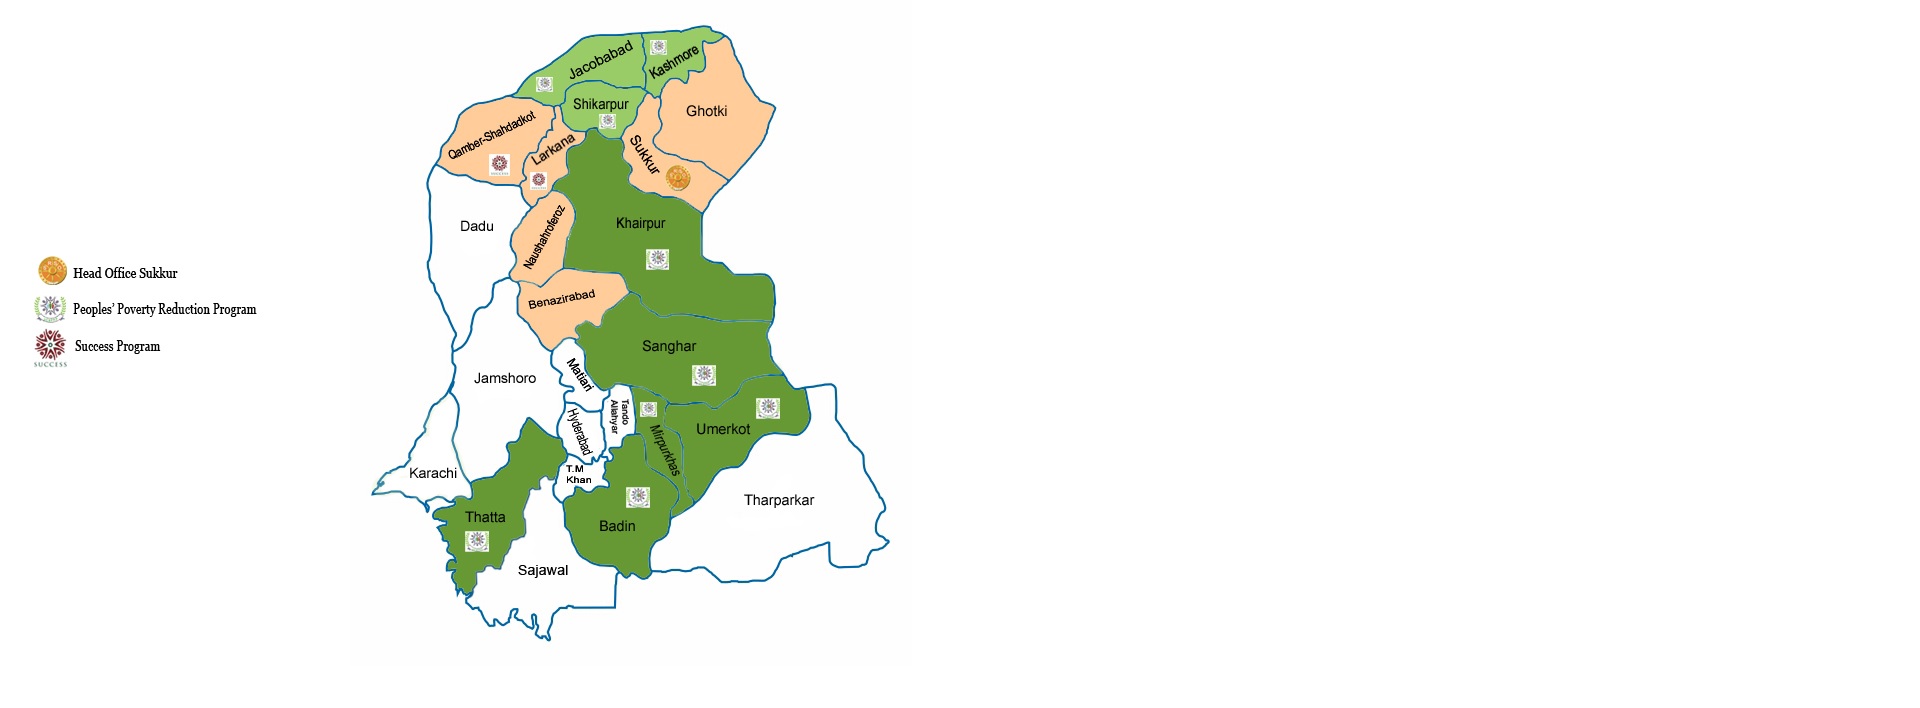 Jacobabad
Kashmore
Shikarpur
Ghotki
Qamber-Shahdadkot
Larkana
Sukkur
Dadu
Naushahroferoz
Khairpur
Head Office Sukkur
Peoples' Poverty Reduction Program
Success Program
SUCCESS
Benazirabad
Sanghar
Jamshoro
Matiari
Tando
Allahyar
Hyderabad
Mirpurkhas
Umerkot
Karachi
T.M
Khan
Tharparkar
Thatta
Badin
Sajawal